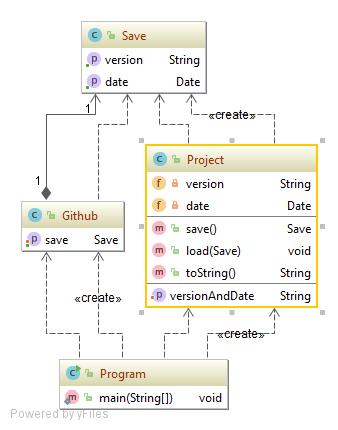 Save
version String
date Date
1
«create»
Project
version String
date Date
save() Save
load(Save) void
toString() String
versionAndDate String
1
Github
save Save
«create»
«create»
Program
main(String[]) void
Powered by yFiles